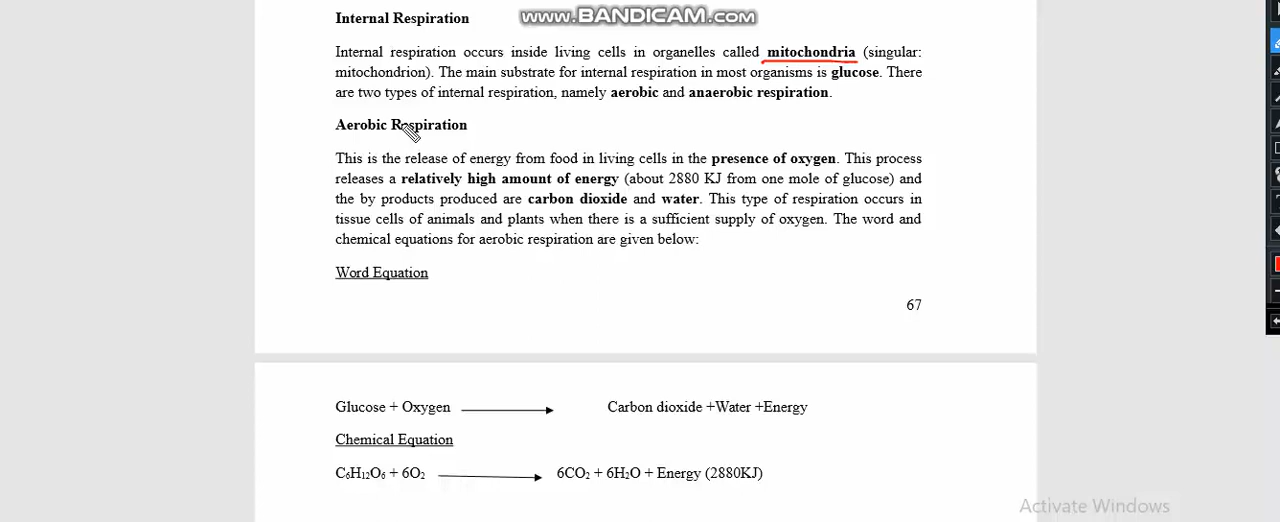 Internal Respiration
www.BANDICAM.com
Internal respiration occurs inside living cells in organelles called mitochondria (singular:
mitochondrion). The main substrate for internal respiration in most organisms is glucose. There
are two types of internal respiration, namely aerobic and anaerobic respiration.
Aerobic Respiration
This is the release of energy from food in living cells in the presence of oxygen. This process
releases a relatively high amount of energy (about 2880 KJ from one mole of glucose) and
the by products produced are carbon dioxide and water. This type of respiration occurs in
tissue cells of animals and plants when there is a sufficient supply of oxygen. The word and
chemical equations for aerobic respiration are given below:
Word Equation
67
Glucose + Oxygen Carbon dioxide +Water +Energy
Chemical Equation
C₆H₁₂O₆ + 6O₂ 6CO₂ + 6H₂O + Energy (2880KJ)
Activate Windows